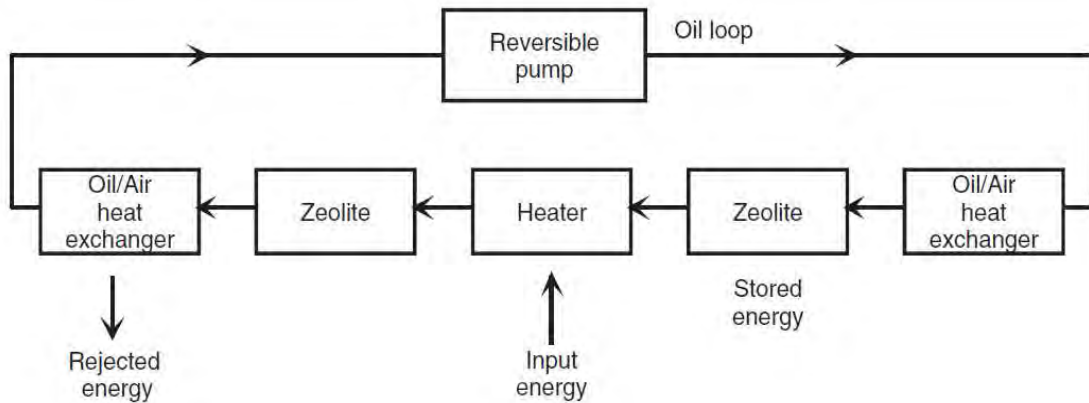 Reversible
pump
Oil loop
Oil/Air
heat
exchanger
Zeolite
Heater
Zeolite
Oil/Air
heat
exchanger
Stored
energy
Rejected
energy
Input
energy